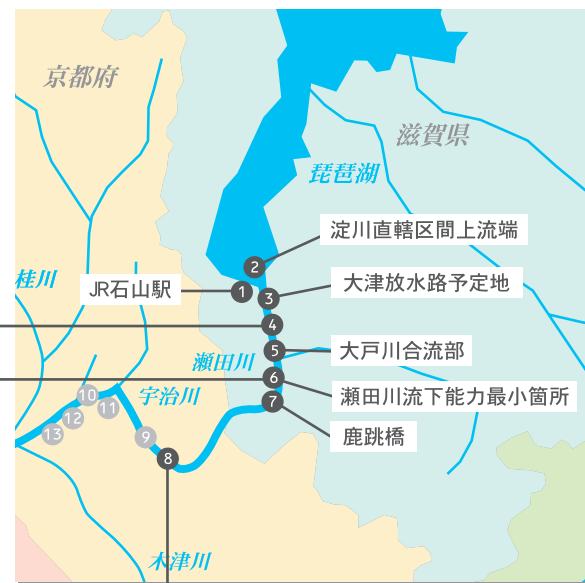 京都府
滋賀県
琵琶湖
淀川直轄区間上流端
2
桂川
JR石山駅
1
大津放水路予定地
3
4
5
大戸川合流部
瀬田川
6
瀬田川流下能力最小箇所
宇治川
7
10
11
12
13
9
鹿跳橋
8
木津川